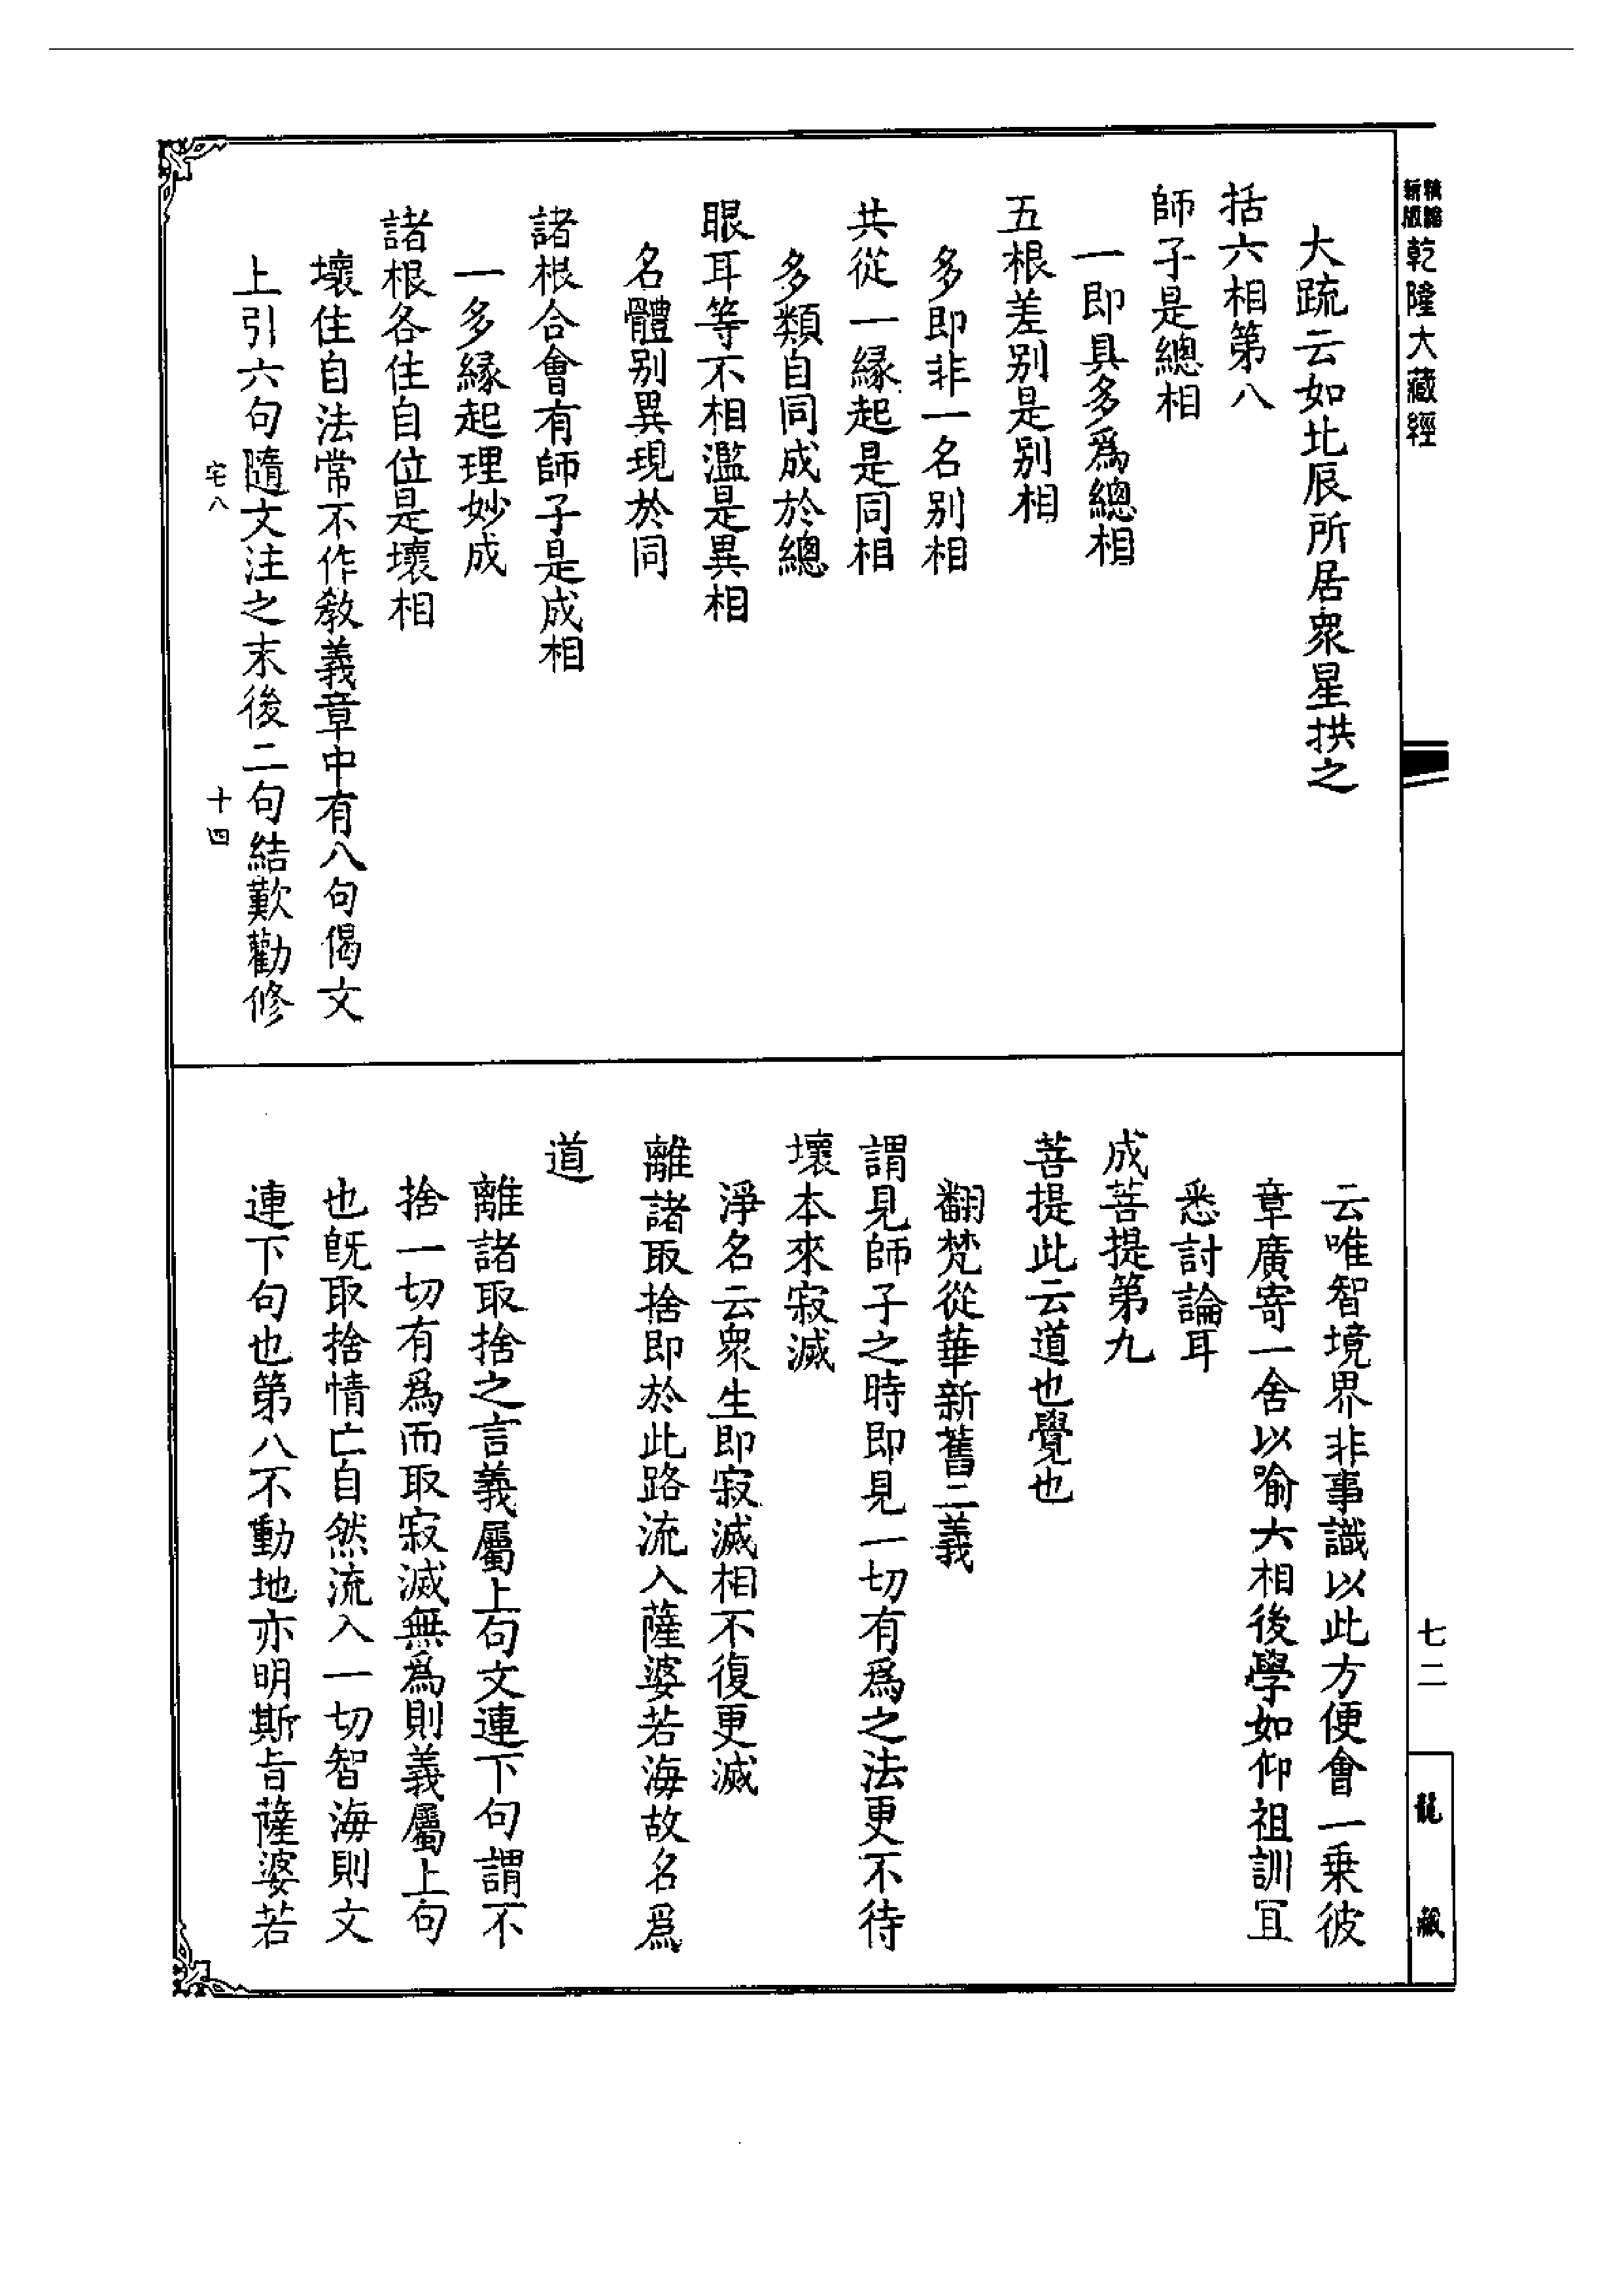 精縮新版 乾隆大藏經
大疏云如北辰所居衆星拱之
括六相第八
師子是總相
一即具多爲總相
五根差别是别相
多即非一名别相
共從一緣起是同相
多類自同成於總
眼耳等不相濫是異相
名體别異現於同
諸根合會有師子是成相
一多緣起理妙成
諸根各住自位是壞相
壞住自法常不作教義章中有八句偈文
上引六句隨文注之末後二句結歎勸修
宅八 十四
云唯智境界非事識以此方便會一乗彼
章廣寄一舍以喻六相後學如仰祖訓冝
悉討論耳
成菩提第九
菩提此云道也覺也
翻梵從華新舊二義
謂見師子之時即見一切有爲之法更不待
壞本來寂滅
淨名云衆生即寂滅相不復更滅
離諸取捨即於此路流入薩婆若海故名爲
道
離諸取捨之言義屬上句文連下句謂不
捨一切有爲而取寂滅無爲則義屬上句
也旣取捨情亡自然流入一切智海則文
連下句也第八不動地亦明斯旨薩婆若
七二
龍藏